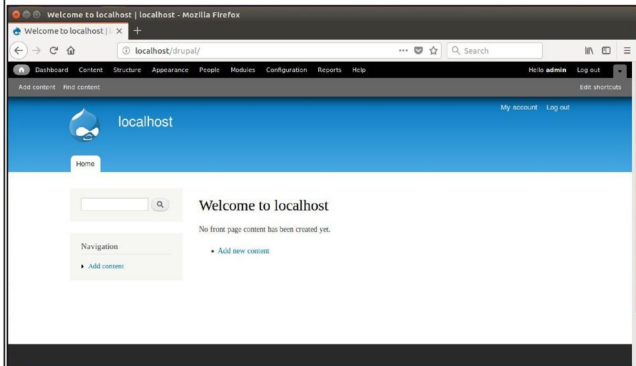 Welcome to localhost | localhost - Mozilla Firefox
Welcome to localhost |
localhost/drupal/
Search
Dashboard Content Structure Appearance People Modules Configuration Reports Help Hello admin Log out
Add content Find content Edit shortcuts
My account Log out
localhost
Home
Welcome to localhost
No front page content has been created yet.
Add new content
Navigation
Add content